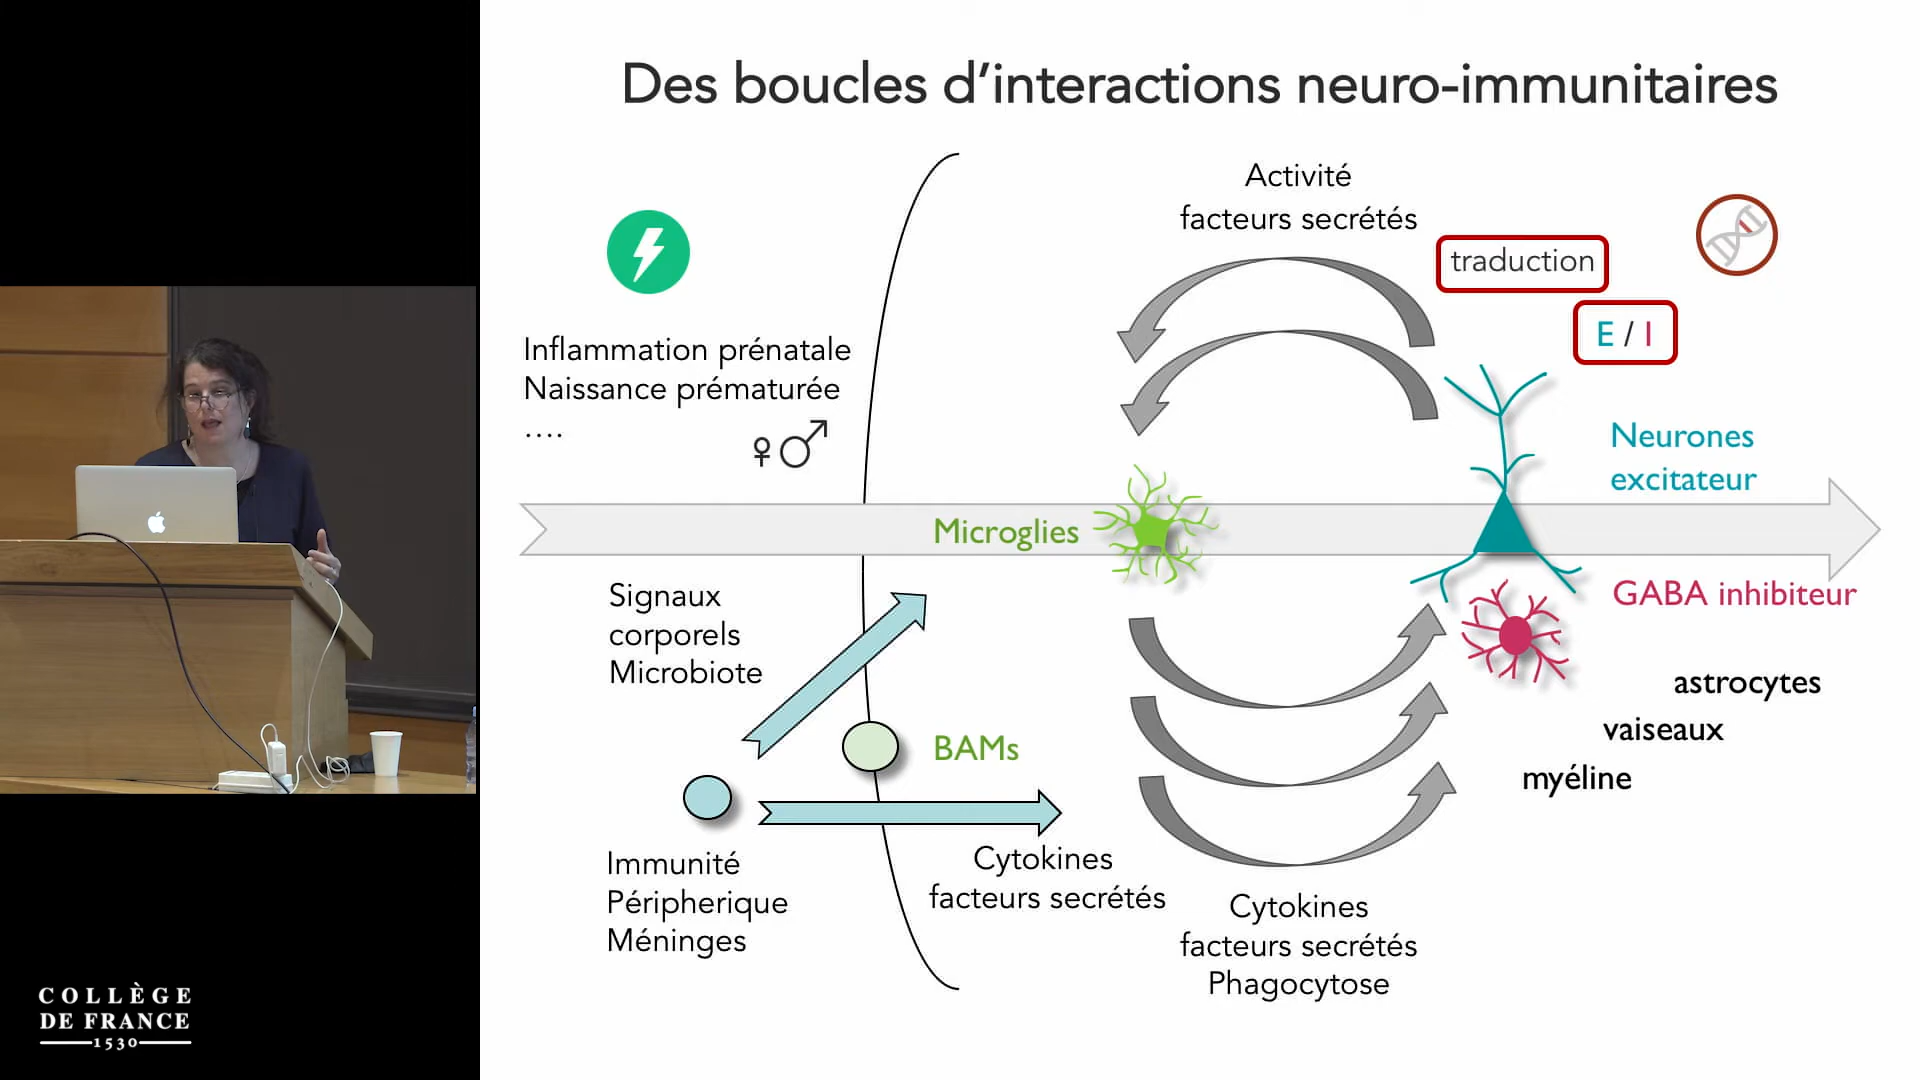 Des boucles d’interactions neuro-immunitaires
Activité
facteurs secrétés
traduction
E / I
Inflammation prénatale
Naissance prématurée
....
♀♂
Neurones
excitateur
Microglies
GABA inhibiteur
Signaux
corporels
Microbiote
astrocytes
vaiseaux
myéline
BAMs
Immunité
Péripherique
Méninges
Cytokines
facteurs secrétés
Cytokines
facteurs secrétés
Phagocytose
COLLÈGE
DE FRANCE
1530